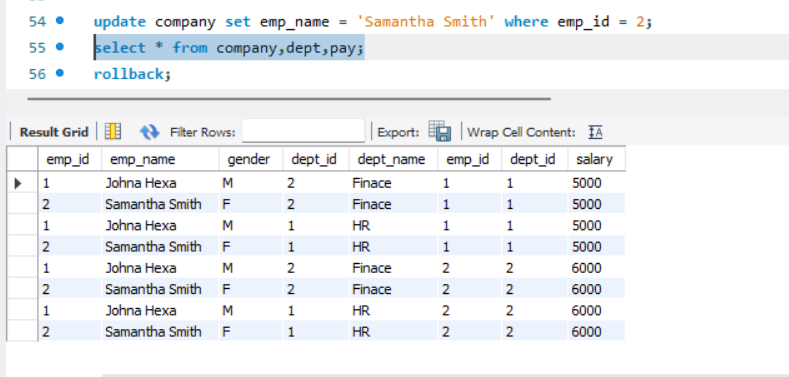 54 update company set emp_name = 'Samantha Smith' where emp_id = 2;
55 select * from company,dept,pay;
56 rollback;
Result Grid Filter Rows: Export: Wrap Cell Content: IA
emp_id emp_name gender dept_id dept_name emp_id dept_id salary
1 Johna Hexa M 2 Finace 1 1 5000
2 Samantha Smith F 2 Finace 1 1 5000
1 Johna Hexa M 1 HR 1 1 5000
2 Samantha Smith F 1 HR 1 1 5000
1 Johna Hexa M 2 Finace 2 2 6000
2 Samantha Smith F 2 Finace 2 2 6000
1 Johna Hexa M 1 HR 2 2 6000
2 Samantha Smith F 1 HR 2 2 6000